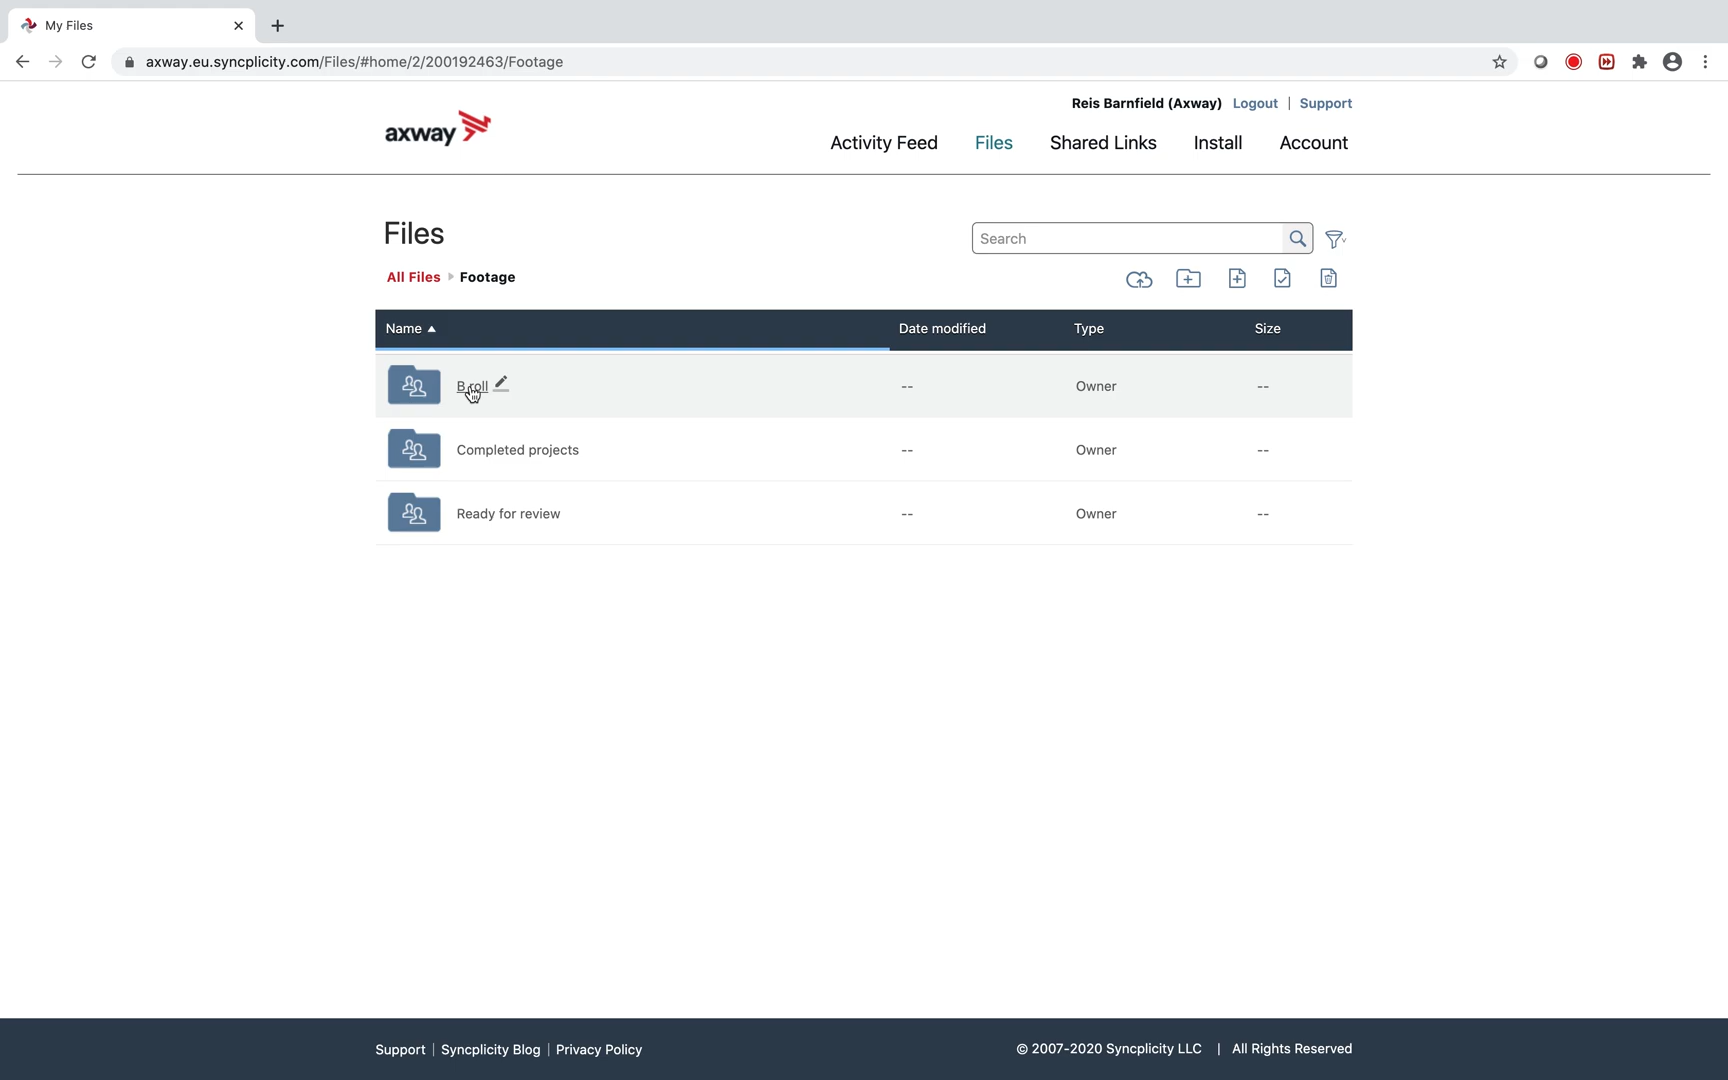 My Files
axway.eu.syncplicity.com/Files/#home/2/200192463/Footage
Reis Barnfield (Axway) Logout | Support
axway
Activity Feed Files Shared Links Install Account
Files
Search
All Files Footage
Name Date modified Type Size
B roll -- Owner --
Completed projects -- Owner --
Ready for review -- Owner --
Support | Syncplicity Blog | Privacy Policy
© 2007-2020 Syncplicity LLC | All Rights Reserved